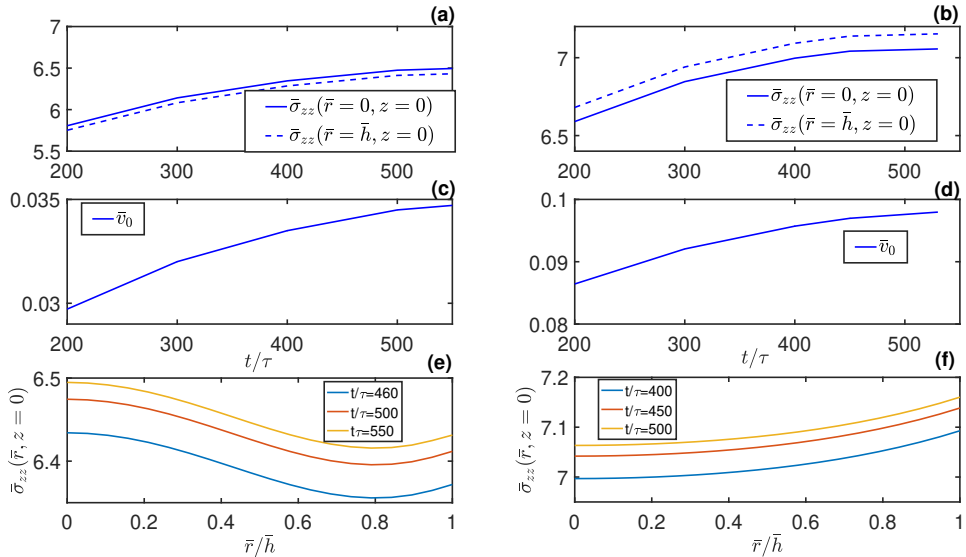 (a)
7
6.5
6
5.5
σ̄zz(r̄ = 0, z = 0)
σ̄zz(r̄ = h̄, z = 0)
200 300 400 500
(b)
7
6.5
σ̄zz(r̄ = 0, z = 0)
σ̄zz(r̄ = h̄, z = 0)
200 300 400 500
(c)
0.035
0.03
v̄0
200 300 400 500
t/τ
(d)
0.1
0.09
0.08
v̄0
200 300 400 500
t/τ
(e)
σ̄zz(r̄, z = 0)
6.5
6.4
t/τ=460
t/τ=500
tτ=550
0 0.2 0.4 0.6 0.8 1
r̄/h̄
(f)
σ̄zz(r̄, z = 0)
7.2
7.1
7
t/τ=400
t/τ=450
t/τ=500
0 0.2 0.4 0.6 0.8 1
r̄/h̄